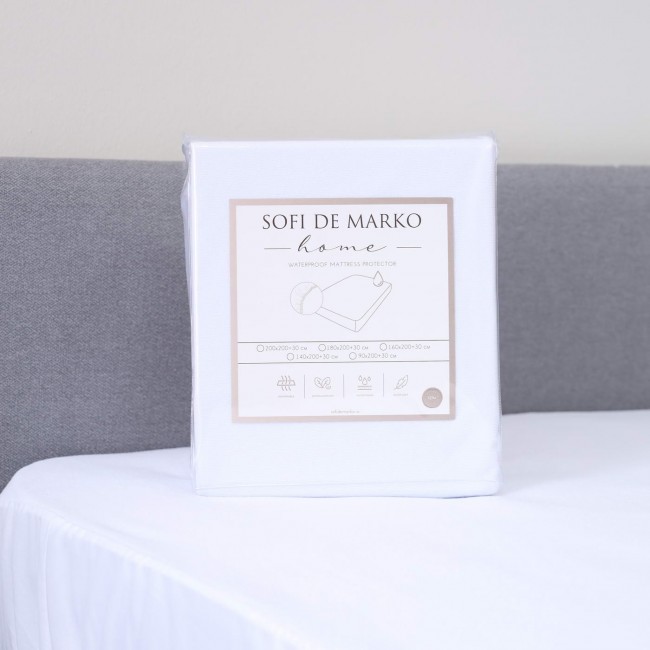 SOFI DE MARKO
home
WATERPROOF MATTRESS PROTECTOR
200x200+30 см 180x200+30 см 160x200+30 см
140x200+30 см 90x200+30 см